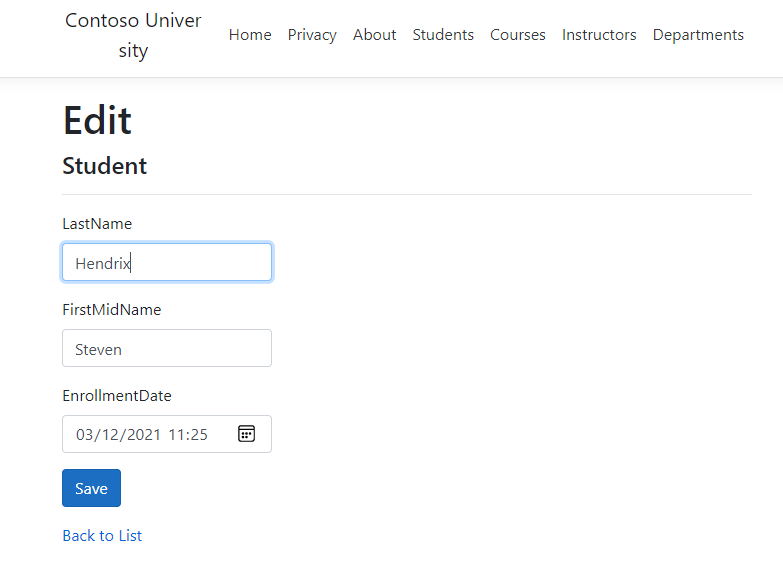 Contoso Univer
sity
Home Privacy About Students Courses Instructors Departments
Edit
Student
LastName
Hendrix
FirstMidName
Steven
EnrollmentDate
03/12/2021 11:25
Save
Back to List